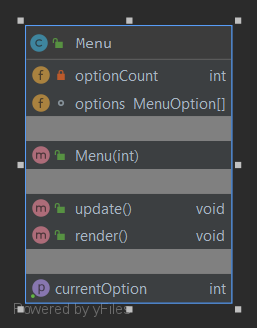 C Menu
f optionCount int
f options MenuOption[]
m Menu(int)
m update() void
m render() void
p currentOption int
Powered by yFiles